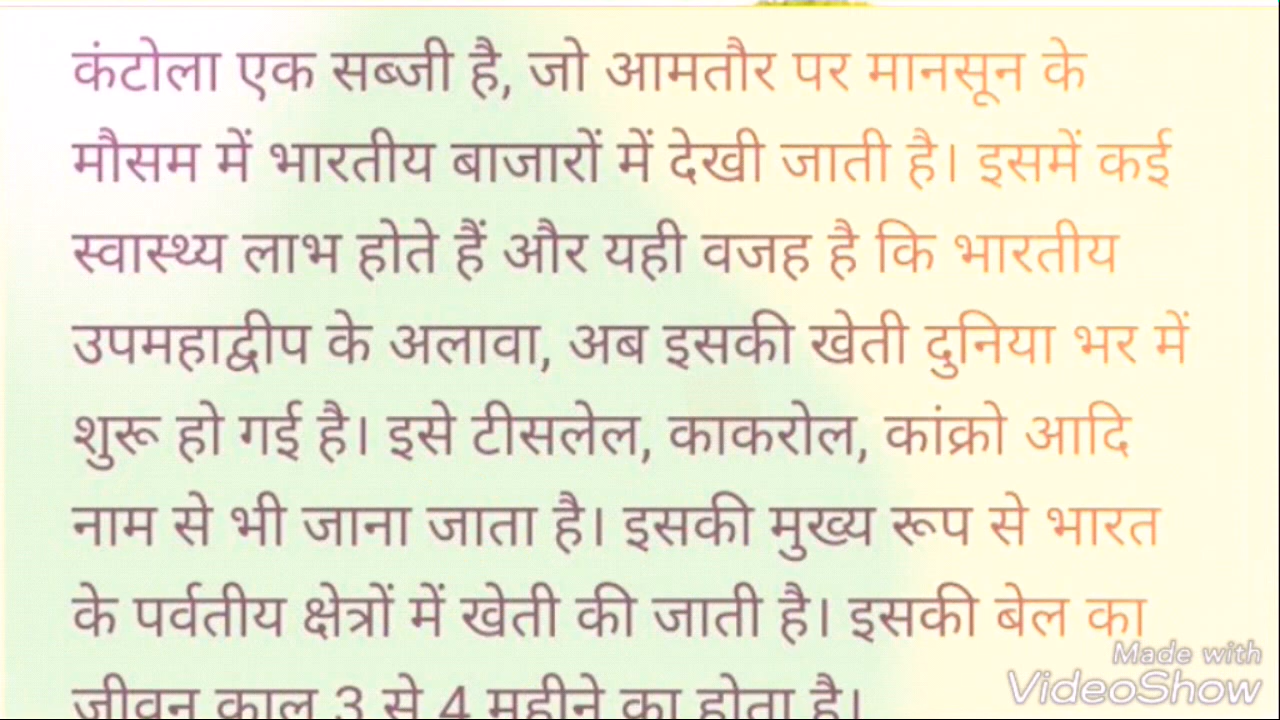 कंटोला एक सब्जी है, जो आमतौर पर मानसून के
मौसम में भारतीय बाजारों में देखी जाती है। इसमें कई
स्वास्थ्य लाभ होते हैं और यही वजह है कि भारतीय
उपमहाद्वीप के अलावा, अब इसकी खेती दुनिया भर में
शुरू हो गई है। इसे टीसलेल, काकरोल, कांक्रो आदि
नाम से भी जाना जाता है। इसकी मुख्य रूप से भारत
के पर्वतीय क्षेत्रों में खेती की जाती है। इसकी बेल का
जीवन काल 3 से 4 महीने का होता है।
Made with
VideoShow